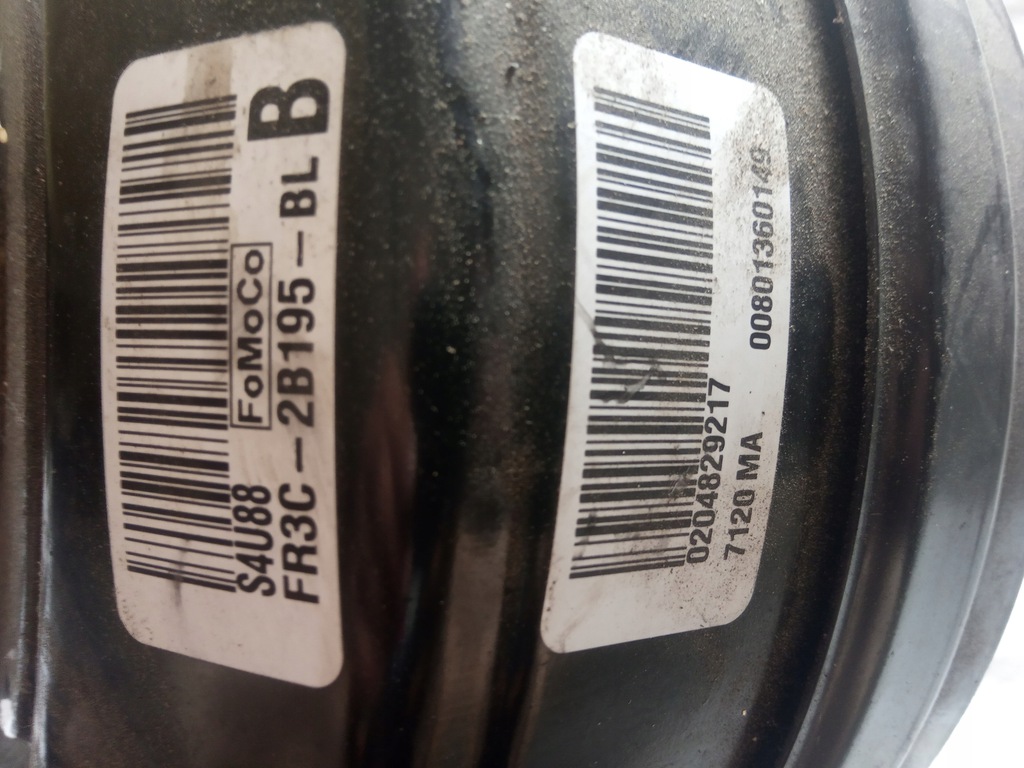 S4U88
FoMoCo
B
FR3C-2B195-BL
0204829217
7120 MA
00801360149